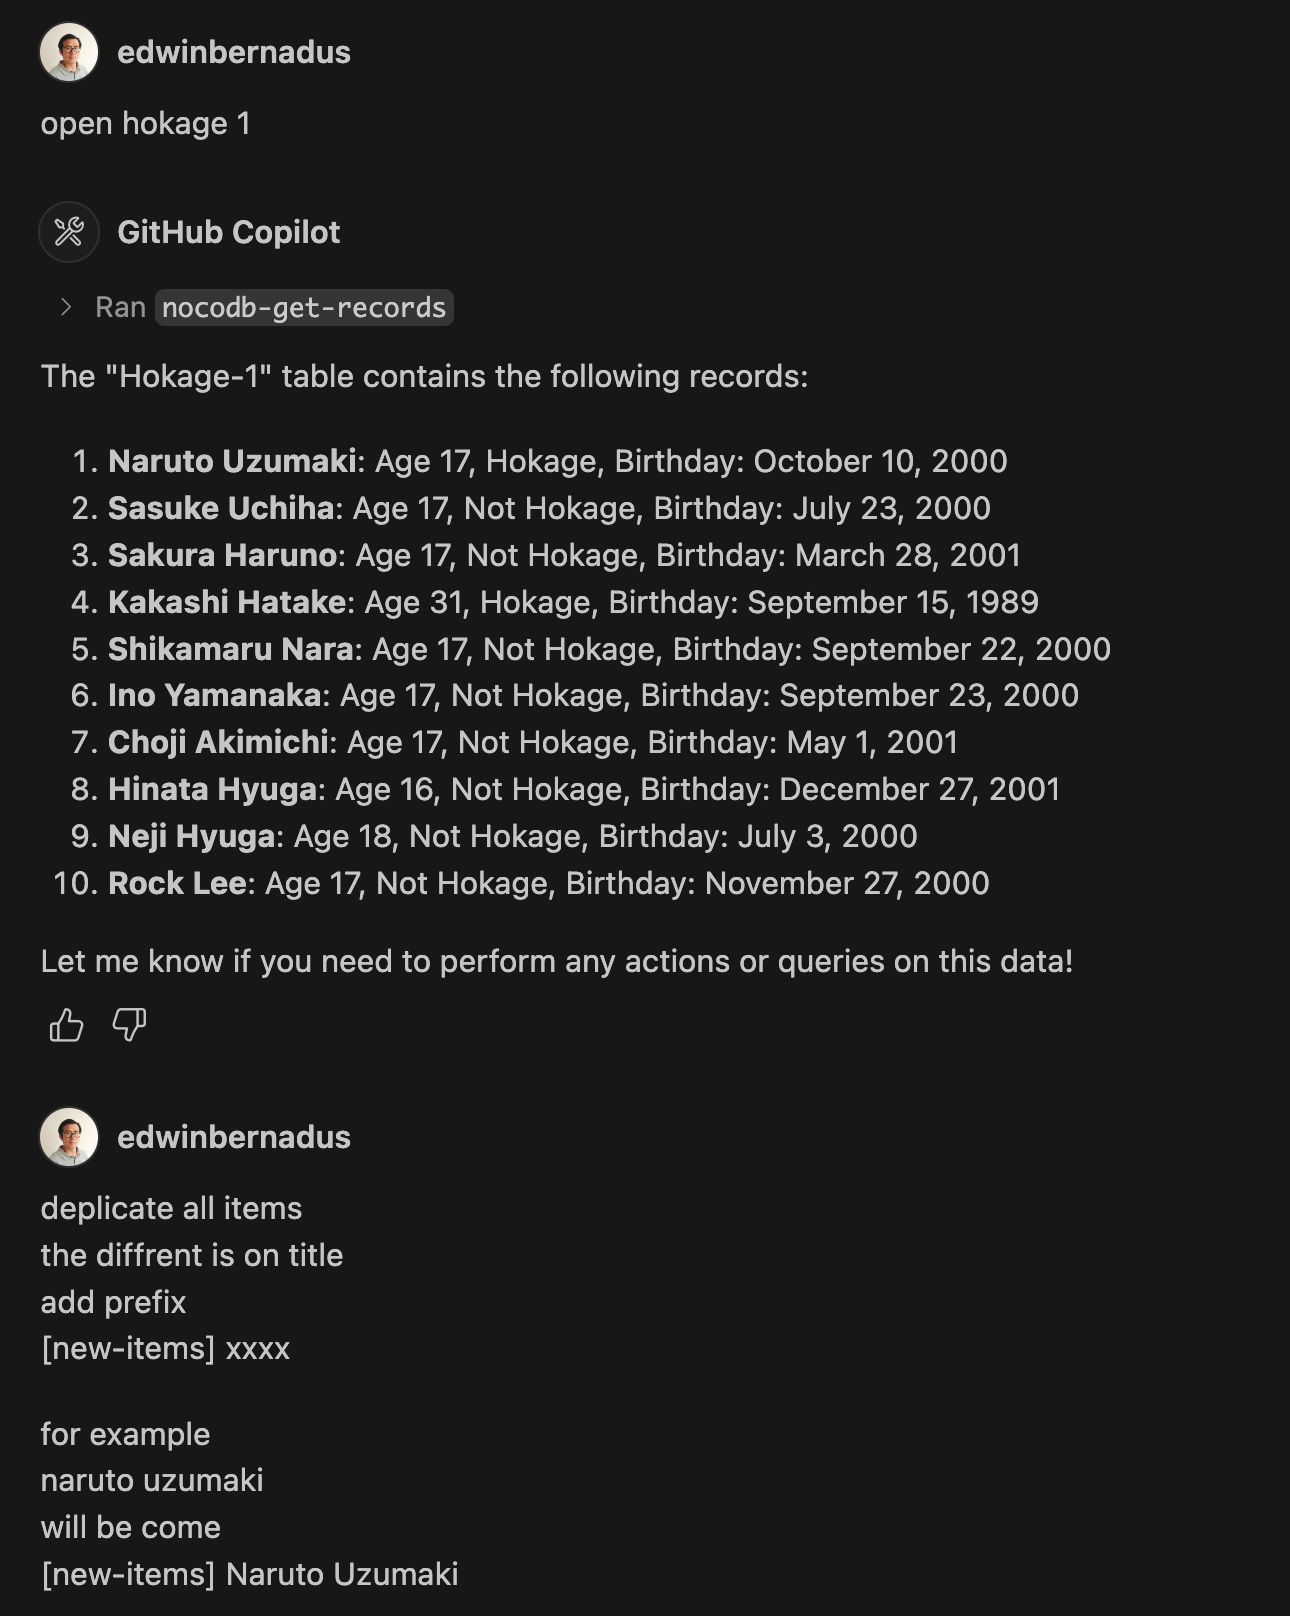 edwinbernadus
open hokage 1
GitHub Copilot
Ran nocodb-get-records
The "Hokage-1" table contains the following records:
1. Naruto Uzumaki: Age 17, Hokage, Birthday: October 10, 2000
2. Sasuke Uchiha: Age 17, Not Hokage, Birthday: July 23, 2000
3. Sakura Haruno: Age 17, Not Hokage, Birthday: March 28, 2001
4. Kakashi Hatake: Age 31, Hokage, Birthday: September 15, 1989
5. Shikamaru Nara: Age 17, Not Hokage, Birthday: September 22, 2000
6. Ino Yamanaka: Age 17, Not Hokage, Birthday: September 23, 2000
7. Choji Akimichi: Age 17, Not Hokage, Birthday: May 1, 2001
8. Hinata Hyuga: Age 16, Not Hokage, Birthday: December 27, 2001
9. Neji Hyuga: Age 18, Not Hokage, Birthday: July 3, 2000
10. Rock Lee: Age 17, Not Hokage, Birthday: November 27, 2000
Let me know if you need to perform any actions or queries on this data!
edwinbernadus
deplicate all items
the diffrent is on title
add prefix
[new-items] xxxx
for example
naruto uzumaki
will be come
[new-items] Naruto Uzumaki